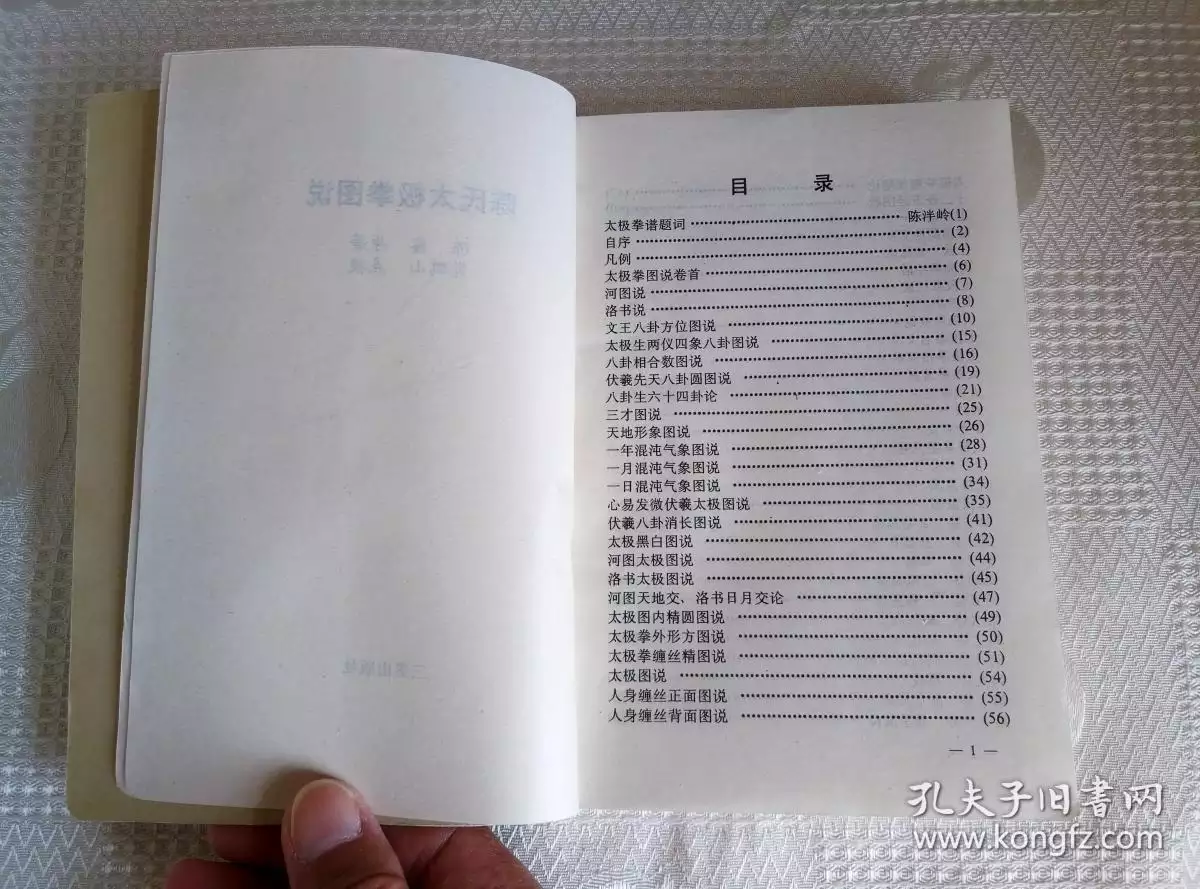 陈氏太极拳图说
目 录
太极拳谱题词 ⋯⋯⋯⋯⋯⋯⋯⋯⋯⋯ 陈泮岭(1)
自序 ⋯⋯⋯⋯⋯⋯⋯⋯⋯⋯ (2)
凡例 ⋯⋯⋯⋯⋯⋯⋯⋯⋯⋯ (4)
太极拳图说卷首 ⋯⋯⋯⋯⋯⋯⋯⋯⋯⋯ (6)
河图说 ⋯⋯⋯⋯⋯⋯⋯⋯⋯⋯ (7)
洛书说 ⋯⋯⋯⋯⋯⋯⋯⋯⋯⋯ (8)
文王八卦方位图说 ⋯⋯⋯⋯⋯⋯⋯⋯⋯⋯ (10)
太极生两仪四象八卦图说 ⋯⋯⋯⋯⋯⋯⋯⋯⋯⋯ (15)
八卦相合数图说 ⋯⋯⋯⋯⋯⋯⋯⋯⋯⋯ (16)
伏羲先天八卦圆图说 ⋯⋯⋯⋯⋯⋯⋯⋯⋯⋯ (19)
八卦生六十四卦论 ⋯⋯⋯⋯⋯⋯⋯⋯⋯⋯ (21)
三才图说 ⋯⋯⋯⋯⋯⋯⋯⋯⋯⋯ (25)
天地形象图说 ⋯⋯⋯⋯⋯⋯⋯⋯⋯⋯ (26)
一年混沌气象图说 ⋯⋯⋯⋯⋯⋯⋯⋯⋯⋯ (28)
一月混沌气象图说 ⋯⋯⋯⋯⋯⋯⋯⋯⋯⋯ (31)
一日混沌气象图说 ⋯⋯⋯⋯⋯⋯⋯⋯⋯⋯ (34)
心易发微伏羲太极图说 ⋯⋯⋯⋯⋯⋯⋯⋯⋯⋯ (35)
伏羲八卦消长图说 ⋯⋯⋯⋯⋯⋯⋯⋯⋯⋯ (41)
太极黑白图说 ⋯⋯⋯⋯⋯⋯⋯⋯⋯⋯ (42)
河图太极图说 ⋯⋯⋯⋯⋯⋯⋯⋯⋯⋯ (44)
洛书太极图说 ⋯⋯⋯⋯⋯⋯⋯⋯⋯⋯ (45)
河图天地交、洛书日月交论 ⋯⋯⋯⋯⋯⋯⋯⋯⋯⋯ (47)
太极图内精圆图说 ⋯⋯⋯⋯⋯⋯⋯⋯⋯⋯ (49)
太极拳外形方图说 ⋯⋯⋯⋯⋯⋯⋯⋯⋯⋯ (50)
太极拳缠丝精图说 ⋯⋯⋯⋯⋯⋯⋯⋯⋯⋯ (51)
太极图说 ⋯⋯⋯⋯⋯⋯⋯⋯⋯⋯ (54)
人身缠丝正面图说 ⋯⋯⋯⋯⋯⋯⋯⋯⋯⋯ (55)
人身缠丝背面图说 ⋯⋯⋯⋯⋯⋯⋯⋯⋯⋯ (56)
— 1 —
孔夫子旧書网
www.kongfz.com